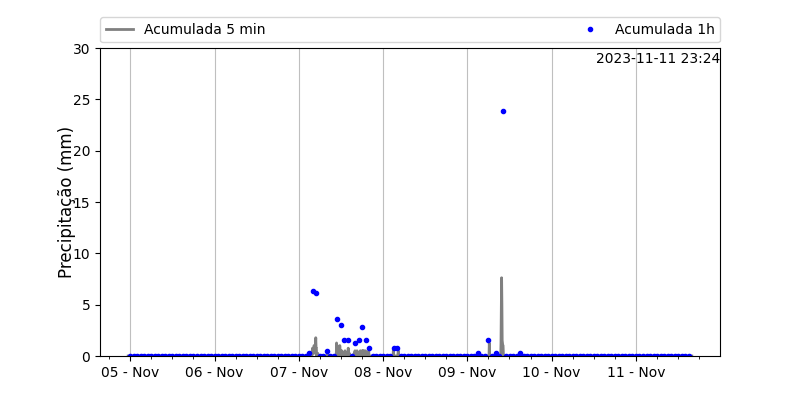 Acumulada 5 min
Acumulada 1h
2023-11-11 23:24
Precipitação (mm)
30
25
20
15
10
5
0
05 - Nov
06 - Nov
07 - Nov
08 - Nov
09 - Nov
10 - Nov
11 - Nov